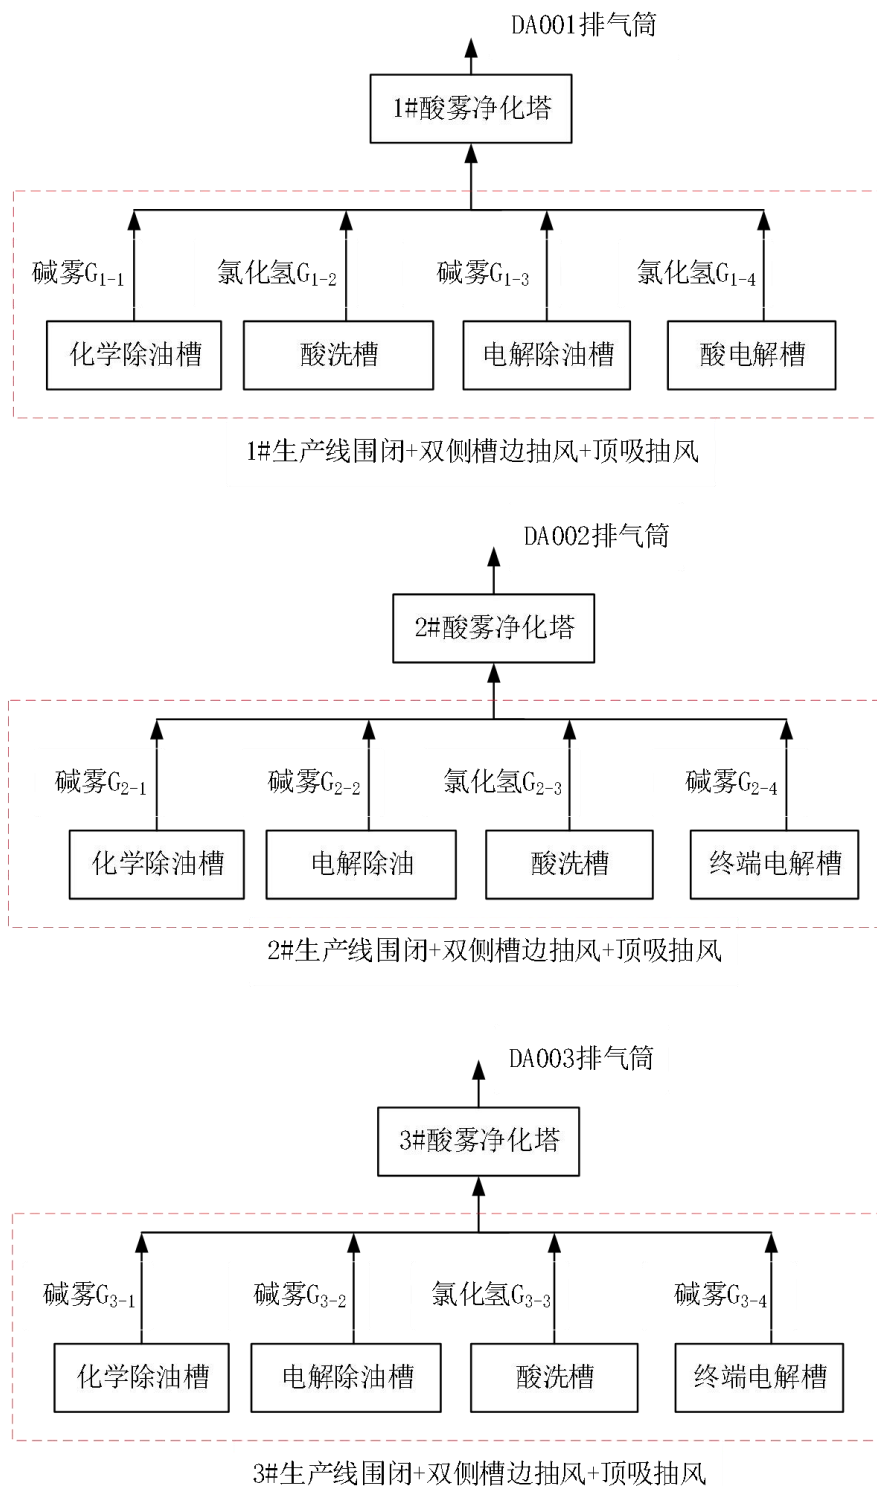 DA001排气筒
1#酸雾净化塔
碱雾G1-1 氯化氢G1-2 碱雾G1-3 氯化氢G1-4
化学除油槽 酸洗槽 电解除油槽 酸电解槽
1#生产线围闭+双侧槽边抽风+顶吸抽风
DA002排气筒
2#酸雾净化塔
碱雾G2-1 碱雾G2-2 氯化氢G2-3 碱雾G2-4
化学除油槽 电解除油 酸洗槽 终端电解槽
2#生产线围闭+双侧槽边抽风+顶吸抽风
DA003排气筒
3#酸雾净化塔
碱雾G3-1 碱雾G3-2 氯化氢G3-3 碱雾G3-4
化学除油槽 电解除油槽 酸洗槽 终端电解槽
3#生产线围闭+双侧槽边抽风+顶吸抽风